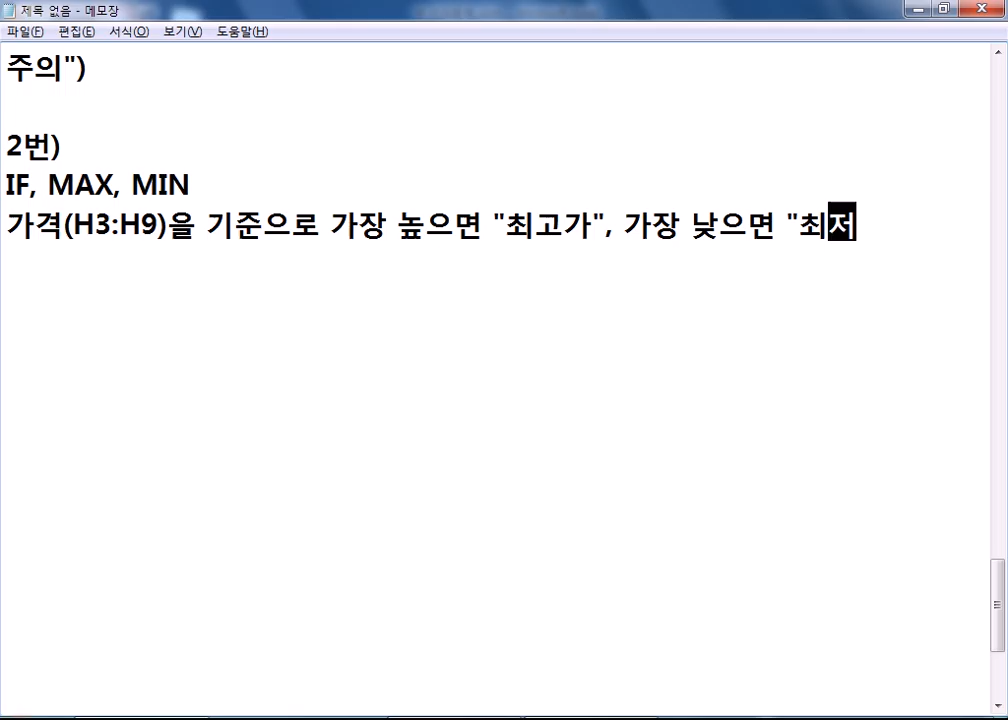 제목 없음 - 메모장
파일(F) 편집(E) 서식(O) 보기(V) 도움말(H)
주의")
2번)
IF, MAX, MIN
가격(H3:H9)을 기준으로 가장 높으면 "최고가", 가장 낮으면 "최저